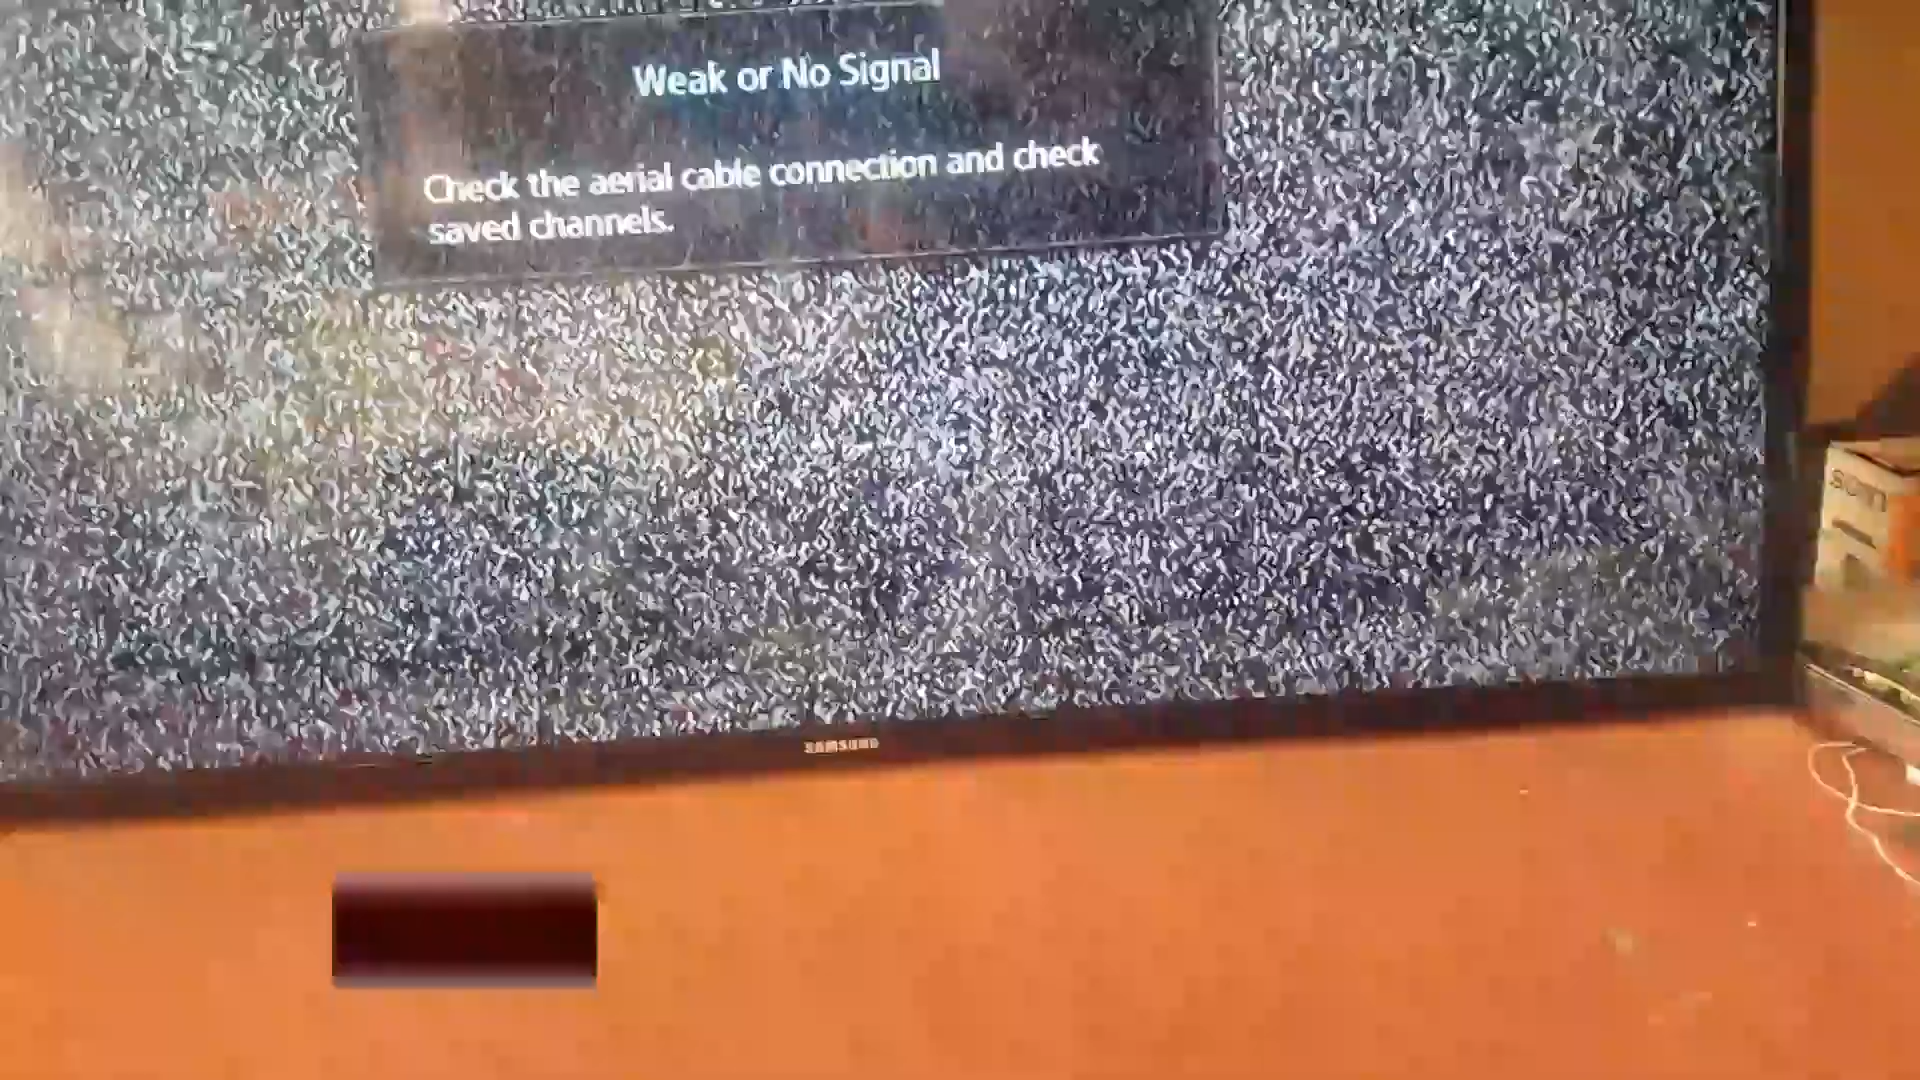 Weak or No Signal
Check the aerial cable connection and check
saved channels.
SAMSUNG